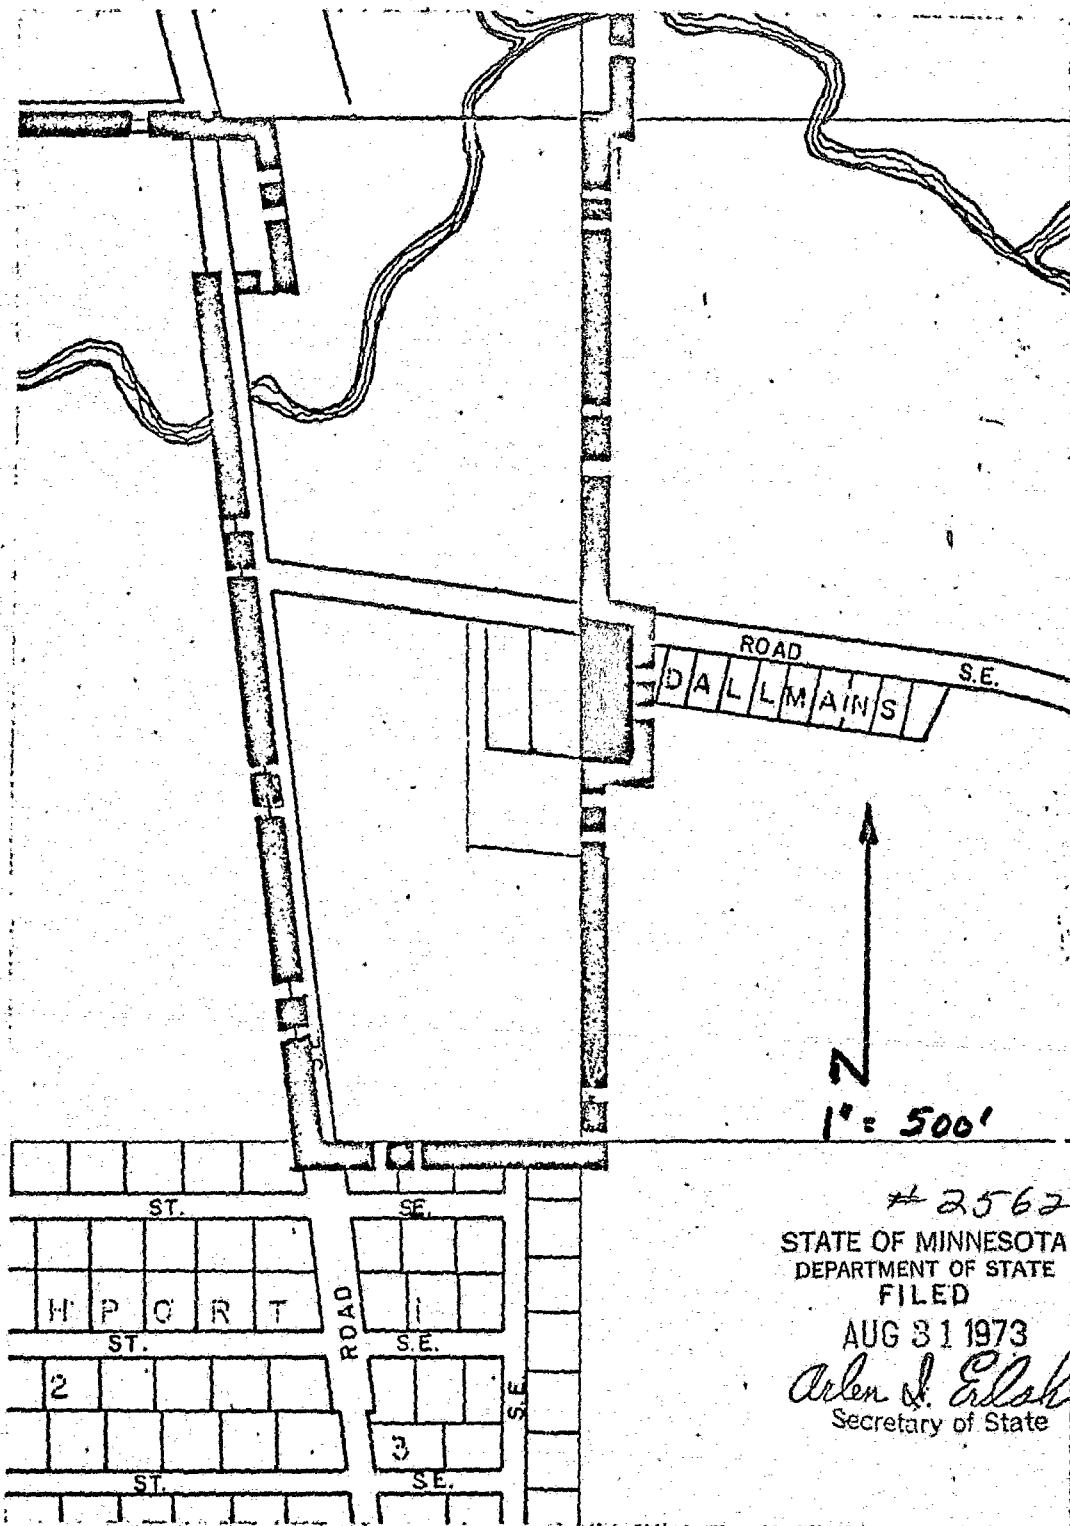 ROAD
S.E.
DALLMAINS
N
1" = 500'
# 2562
STATE OF MINNESOTA
DEPARTMENT OF STATE
FILED
AUG 31 1973
Secretary of State
ST.
SE.
HPORT
1
ROAD
ST.
S.E.
2
S.E.
3
ST.
S.E.